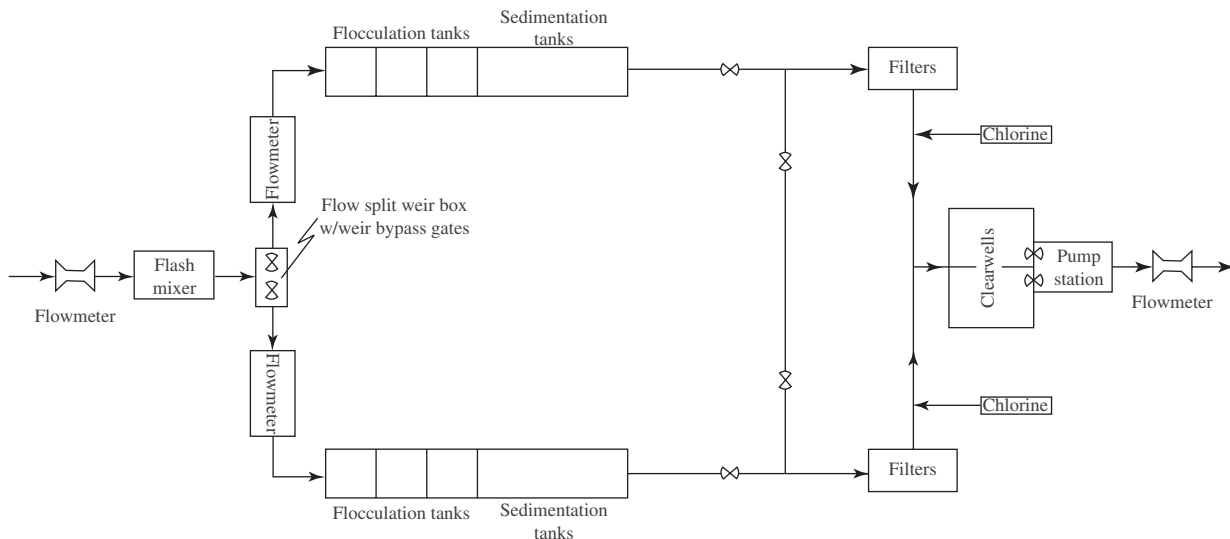 Flocculation tanks
Sedimentation
tanks
Filters
Flowmeter
Chlorine
Flow split weir box
w/weir bypass gates
Flash
mixer
Flowmeter
Clearwells
Pump
station
Flowmeter
Flowmeter
Chlorine
Filters
Flocculation tanks
Sedimentation
tanks